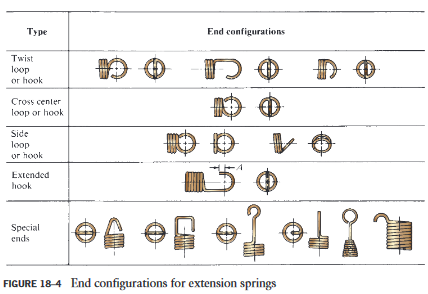 Type
End configurations
Twist
loop
or hook
Cross center
loop or hook
Side
loop
or hook
Extended
hook
A
Special
ends
FIGURE 18–4 End configurations for extension springs